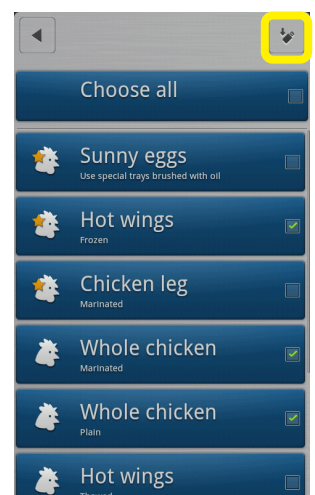 Choose all
Sunny eggs
Use special trays brushed with oil
Hot wings
Frozen
Chicken leg
Marinated
Whole chicken
Marinated
Whole chicken
Plain
Hot wings
Thawed